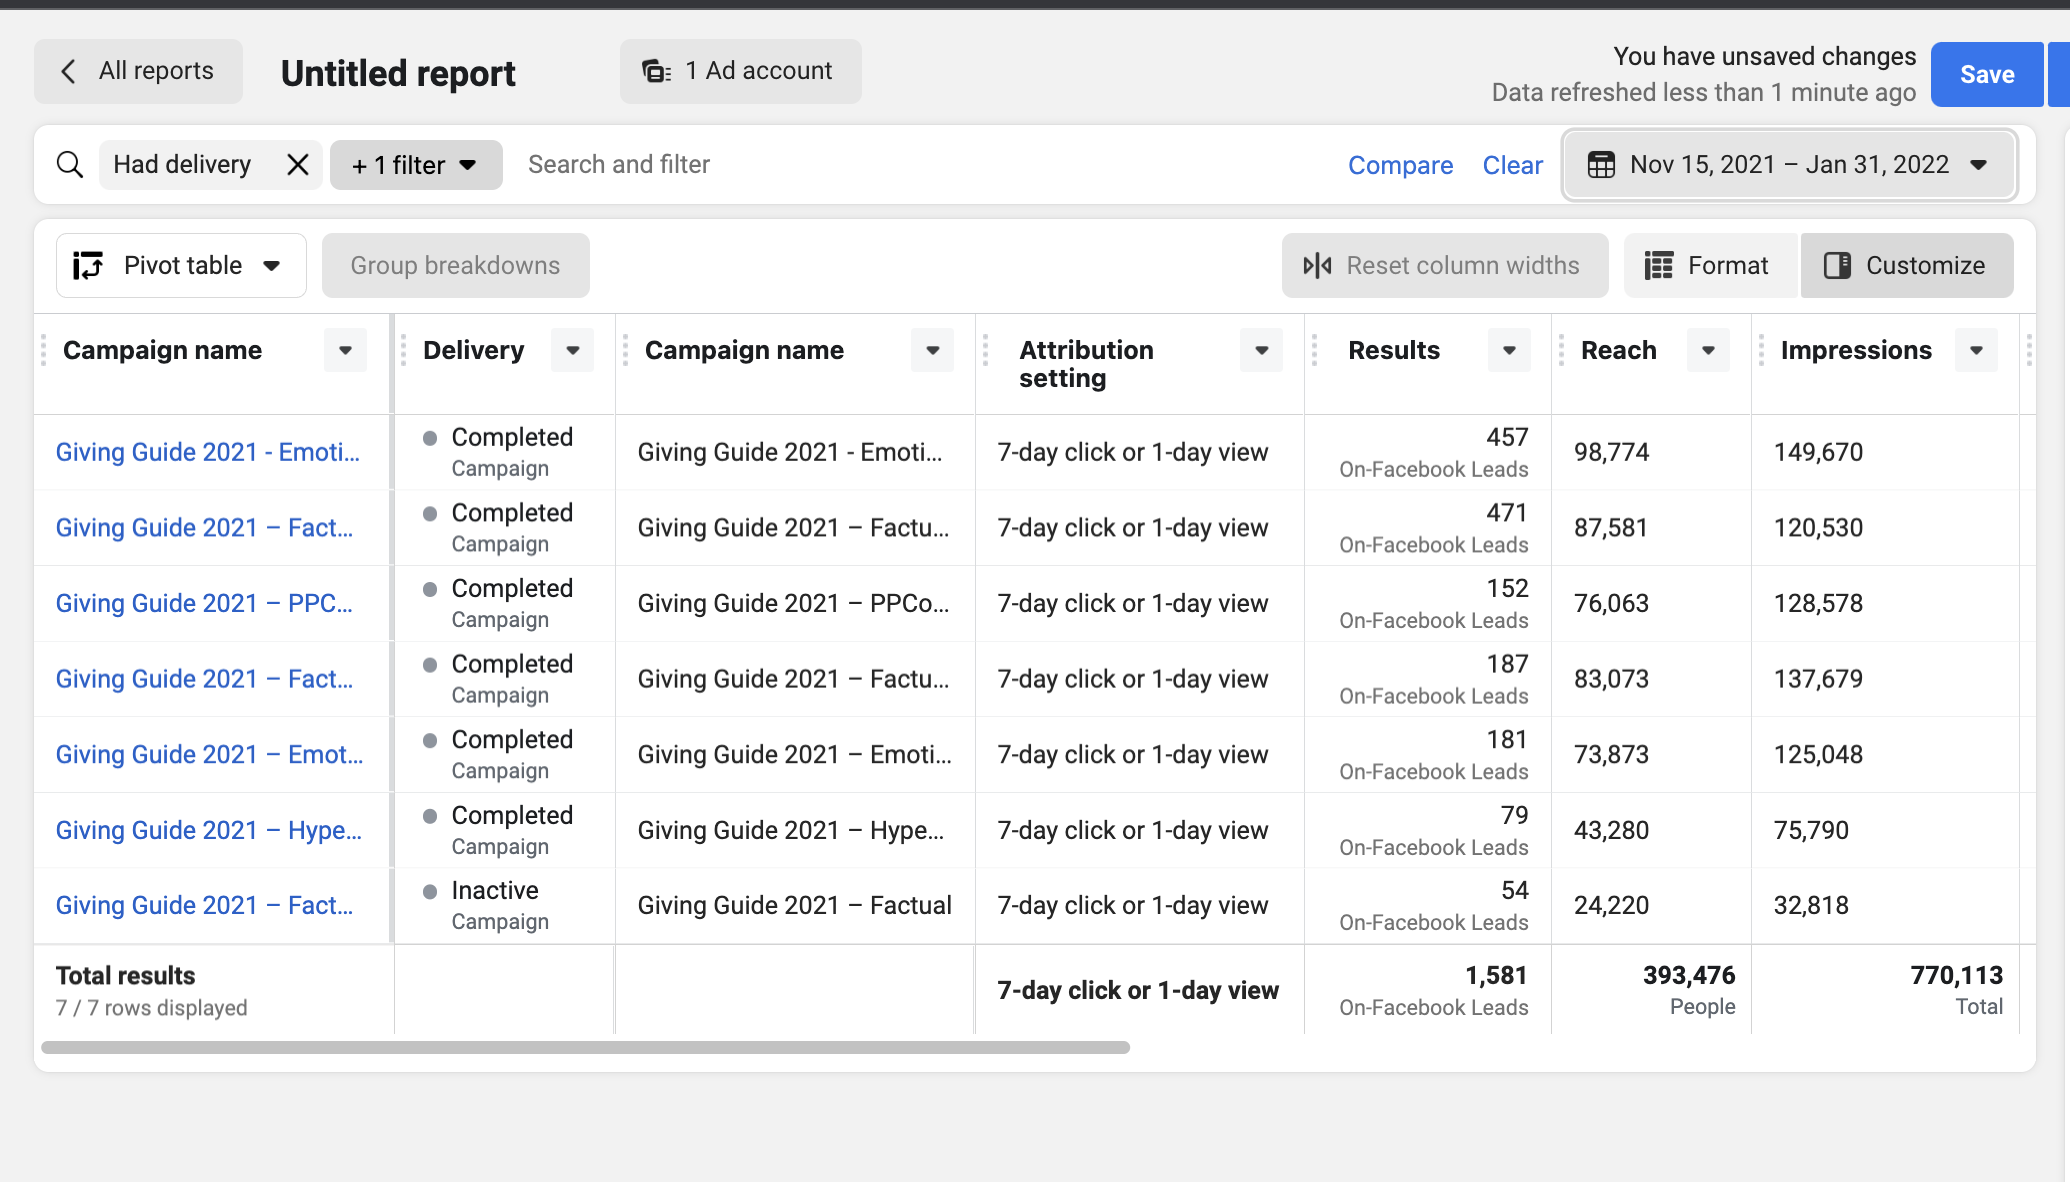 All reports
Untitled report
1 Ad account
You have unsaved changes
Data refreshed less than 1 minute ago
Save
Had delivery
+ 1 filter
Search and filter
Compare
Clear
Nov 15, 2021 – Jan 31, 2022
Pivot table
Group breakdowns
Reset column widths
Format
Customize
Campaign name
Delivery
Campaign name
Attribution
setting
Results
Reach
Impressions
Giving Guide 2021 - Emoti...
Completed
Campaign
Giving Guide 2021 - Emoti...
7-day click or 1-day view
457
On-Facebook Leads
98,774
149,670
Giving Guide 2021 – Fact...
Completed
Campaign
Giving Guide 2021 – Factu...
7-day click or 1-day view
471
On-Facebook Leads
87,581
120,530
Giving Guide 2021 – PPC...
Completed
Campaign
Giving Guide 2021 – PPCo...
7-day click or 1-day view
152
On-Facebook Leads
76,063
128,578
Giving Guide 2021 – Fact...
Completed
Campaign
Giving Guide 2021 – Factu...
7-day click or 1-day view
187
On-Facebook Leads
83,073
137,679
Giving Guide 2021 – Emot...
Completed
Campaign
Giving Guide 2021 – Emoti...
7-day click or 1-day view
181
On-Facebook Leads
73,873
125,048
Giving Guide 2021 – Hype...
Completed
Campaign
Giving Guide 2021 – Hype...
7-day click or 1-day view
79
On-Facebook Leads
43,280
75,790
Giving Guide 2021 – Fact...
Inactive
Campaign
Giving Guide 2021 – Factual
7-day click or 1-day view
54
On-Facebook Leads
24,220
32,818
Total results
7 / 7 rows displayed
7-day click or 1-day view
1,581
On-Facebook Leads
393,476
People
770,113
Total